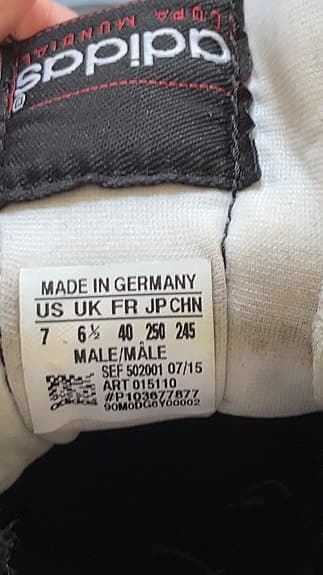 COPA MUNDIAL
adidas
MADE IN GERMANY
US UK FR JP CHN
7 6½ 40 250 245
MALE/MÂLE
SEF 502001 07/15
ART 015110
#P103677877
90M0DG6Y00002